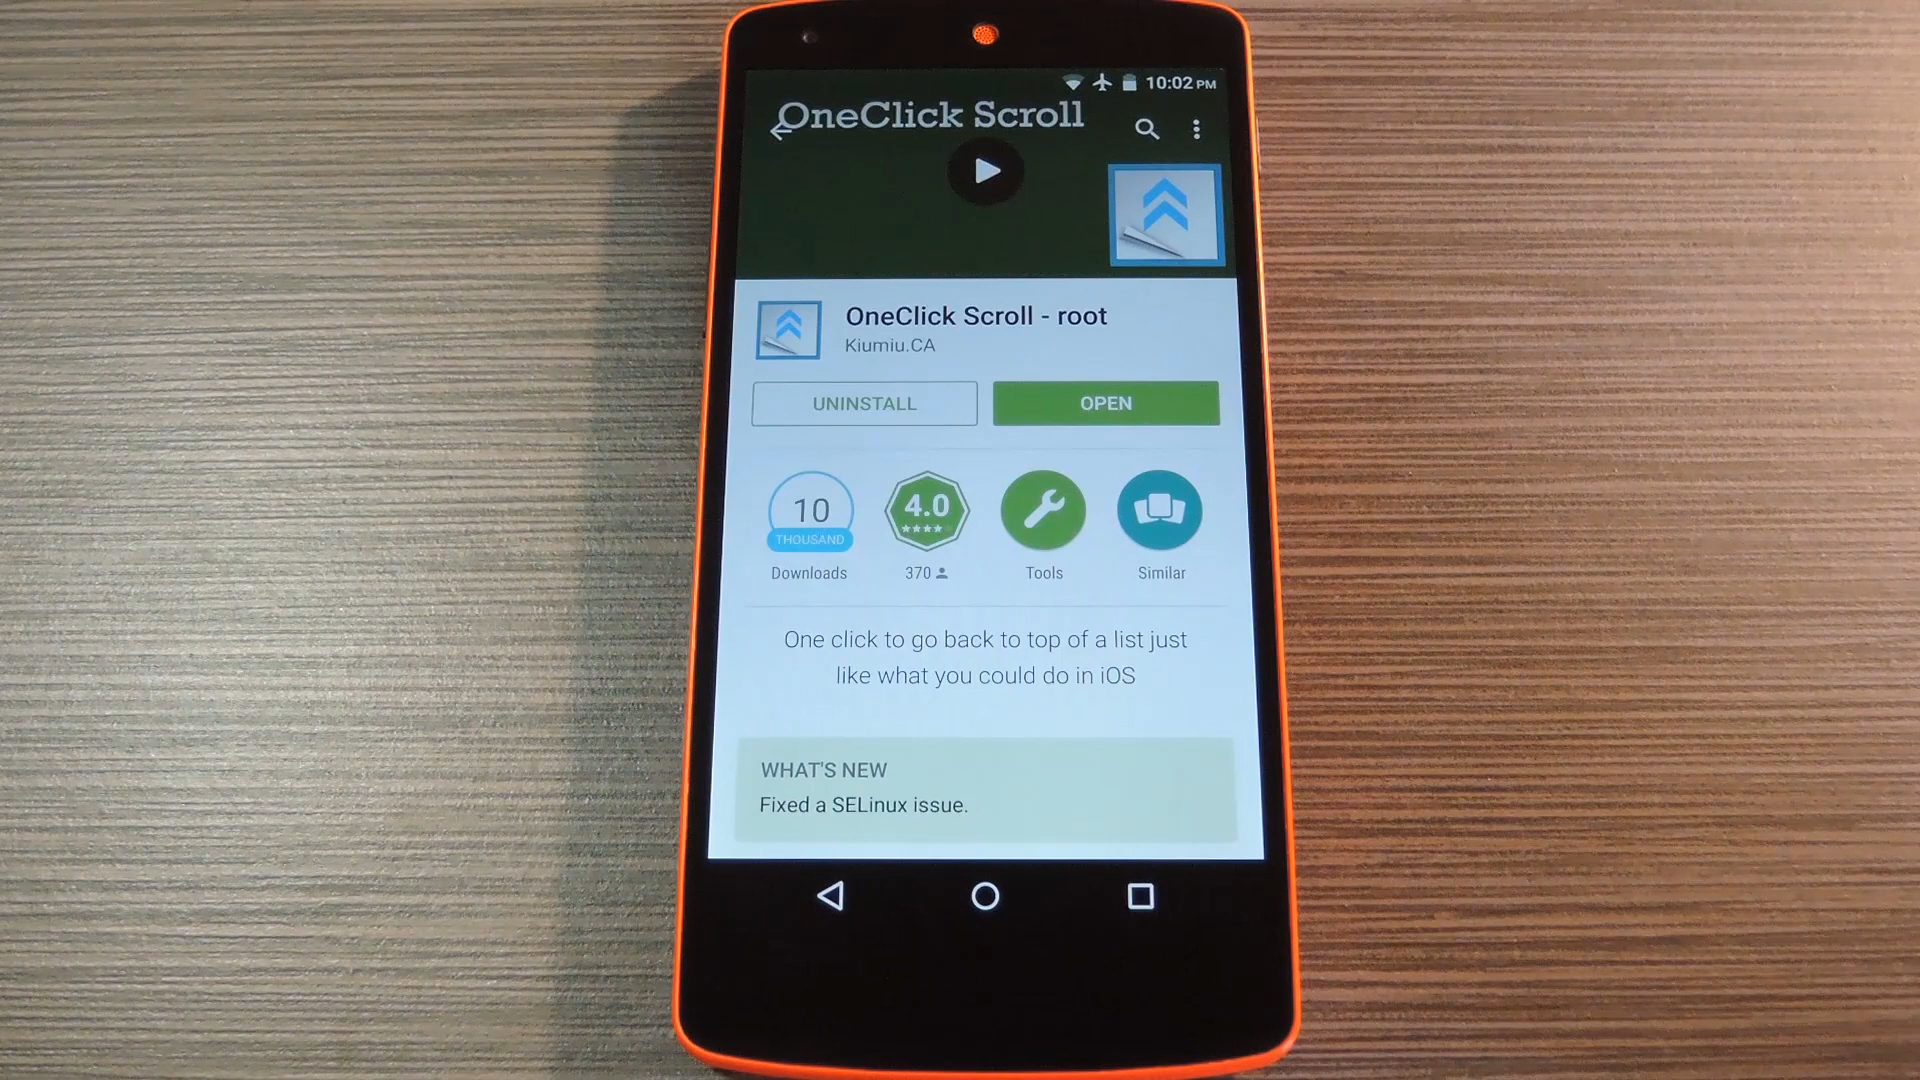 10:02 PM
OneClick Scroll
OneClick Scroll - root
Kiumiu.CA
UNINSTALL
OPEN
10
THOUSAND
4.0
Downloads
370
Tools
Similar
One click to go back to top of a list just
like what you could do in iOS
WHAT'S NEW
Fixed a SELinux issue.